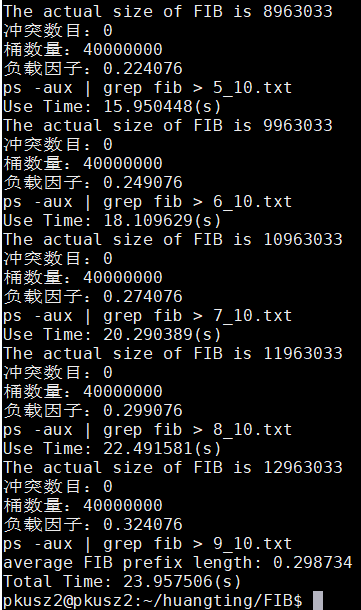 The actual size of FIB is 8963033
冲突数目：0
桶数量：40000000
负载因子：0.224076
ps -aux | grep fib > 5_10.txt
Use Time: 15.950448(s)
The actual size of FIB is 9963033
冲突数目：0
桶数量：40000000
负载因子：0.249076
ps -aux | grep fib > 6_10.txt
Use Time: 18.109629(s)
The actual size of FIB is 10963033
冲突数目：0
桶数量：40000000
负载因子：0.274076
ps -aux | grep fib > 7_10.txt
Use Time: 20.290389(s)
The actual size of FIB is 11963033
冲突数目：0
桶数量：40000000
负载因子：0.299076
ps -aux | grep fib > 8_10.txt
Use Time: 22.491581(s)
The actual size of FIB is 12963033
冲突数目：0
桶数量：40000000
负载因子：0.324076
ps -aux | grep fib > 9_10.txt
average FIB prefix length: 0.298734
Total Time: 23.957506(s)
pkusz2@pkusz2:~/huangting/FIB$